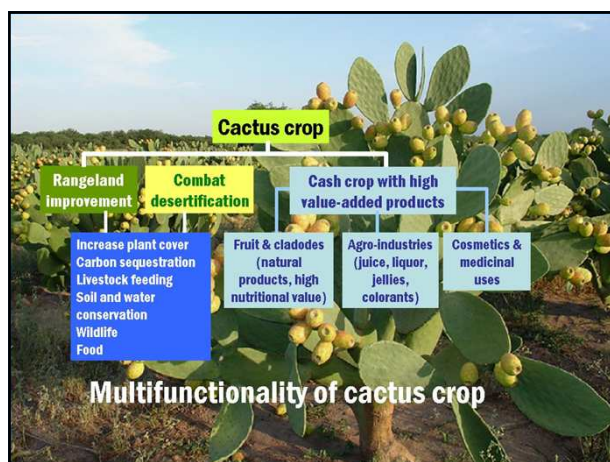 Cactus crop
Rangeland
improvement
Combat
desertification
Cash crop with high
value-added products
Increase plant cover
Carbon sequestration
Livestock feeding
Soil and water
conservation
Wildlife
Food
Fruit & cladodes
(natural
products, high
nutritional value)
Agro-industries
(juice, liquor,
jellies,
colorants)
Cosmetics &
medicinal
uses
Multifunctionality of cactus crop